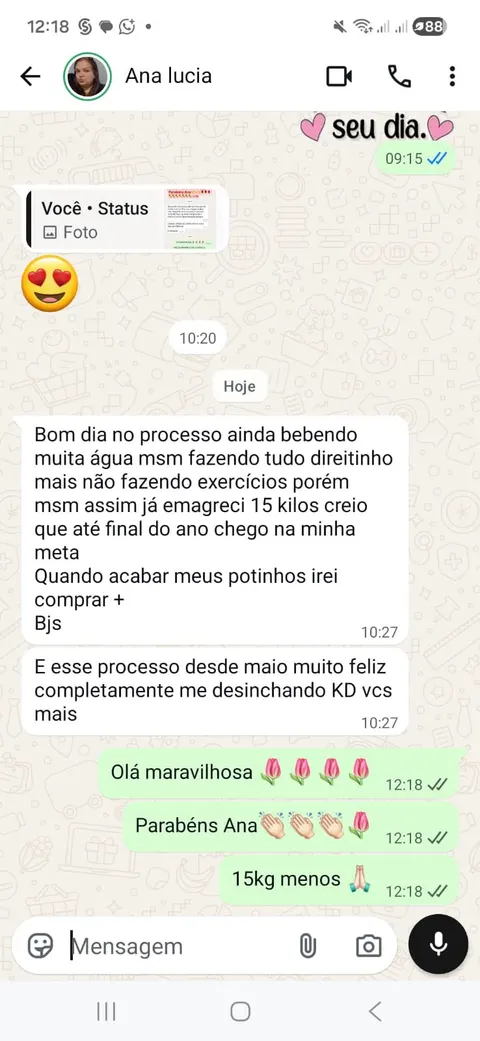 12:18
88
Ana lucia
seu dia.
09:15
Você • Status
Foto
10:20
Hoje
Bom dia no processo ainda bebendo
muita água msm fazendo tudo direitinho
mais não fazendo exercícios porém
msm assim já emagreci 15 kilos creio
que até final do ano chego na minha
meta
Quando acabar meus potinhos irei
comprar +
Bjs
10:27
E esse processo desde maio muito feliz
completamente me desinchando KD vcs
mais
10:27
Olá maravilhosa 🌷🌷🌷🌷
12:18
Parabéns Ana👏🏻👏🏻👏🏻🌷
12:18
15kg menos 🙏🏻
12:18
Mensagem